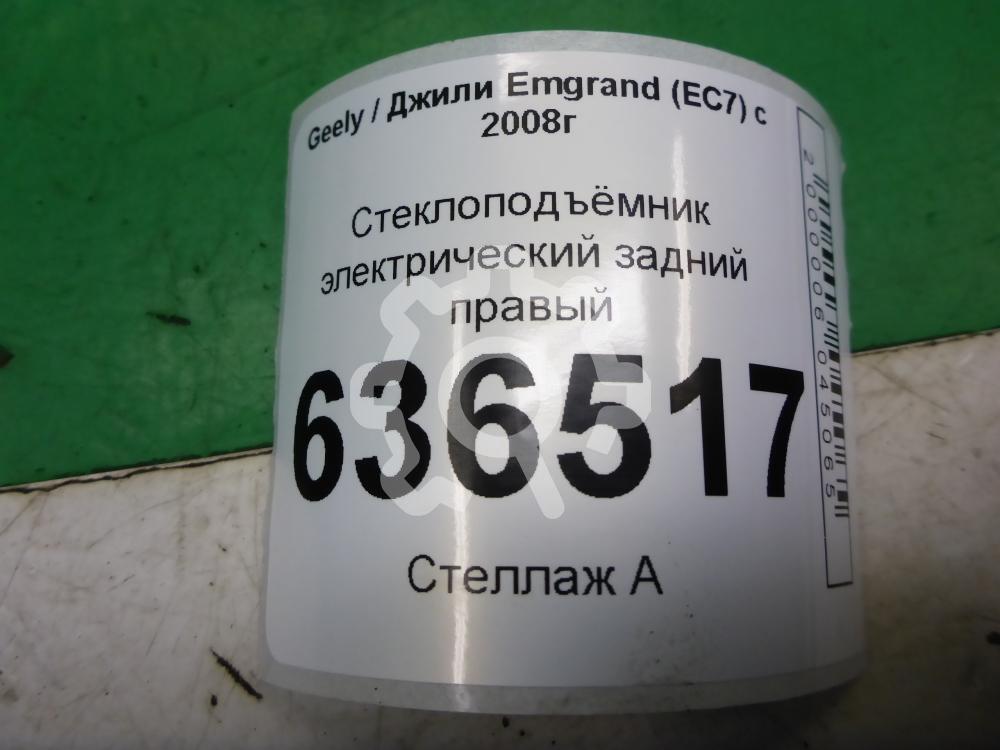 Geely / Джили Emgrand (EC7) с
2008г
Стеклоподъёмник
электрический задний
правый
636517
Стеллаж А
2000006045065